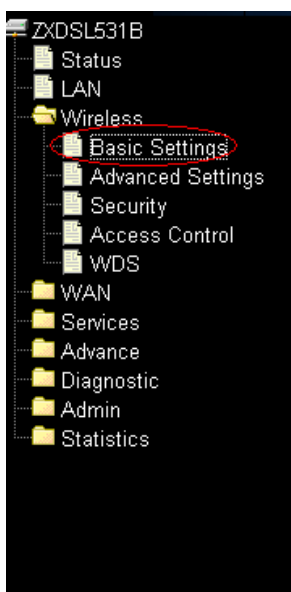 ZXDSL531B
Status
LAN
Wireless
Basic Settings
Advanced Settings
Security
Access Control
WDS
WAN
Services
Advance
Diagnostic
Admin
Statistics